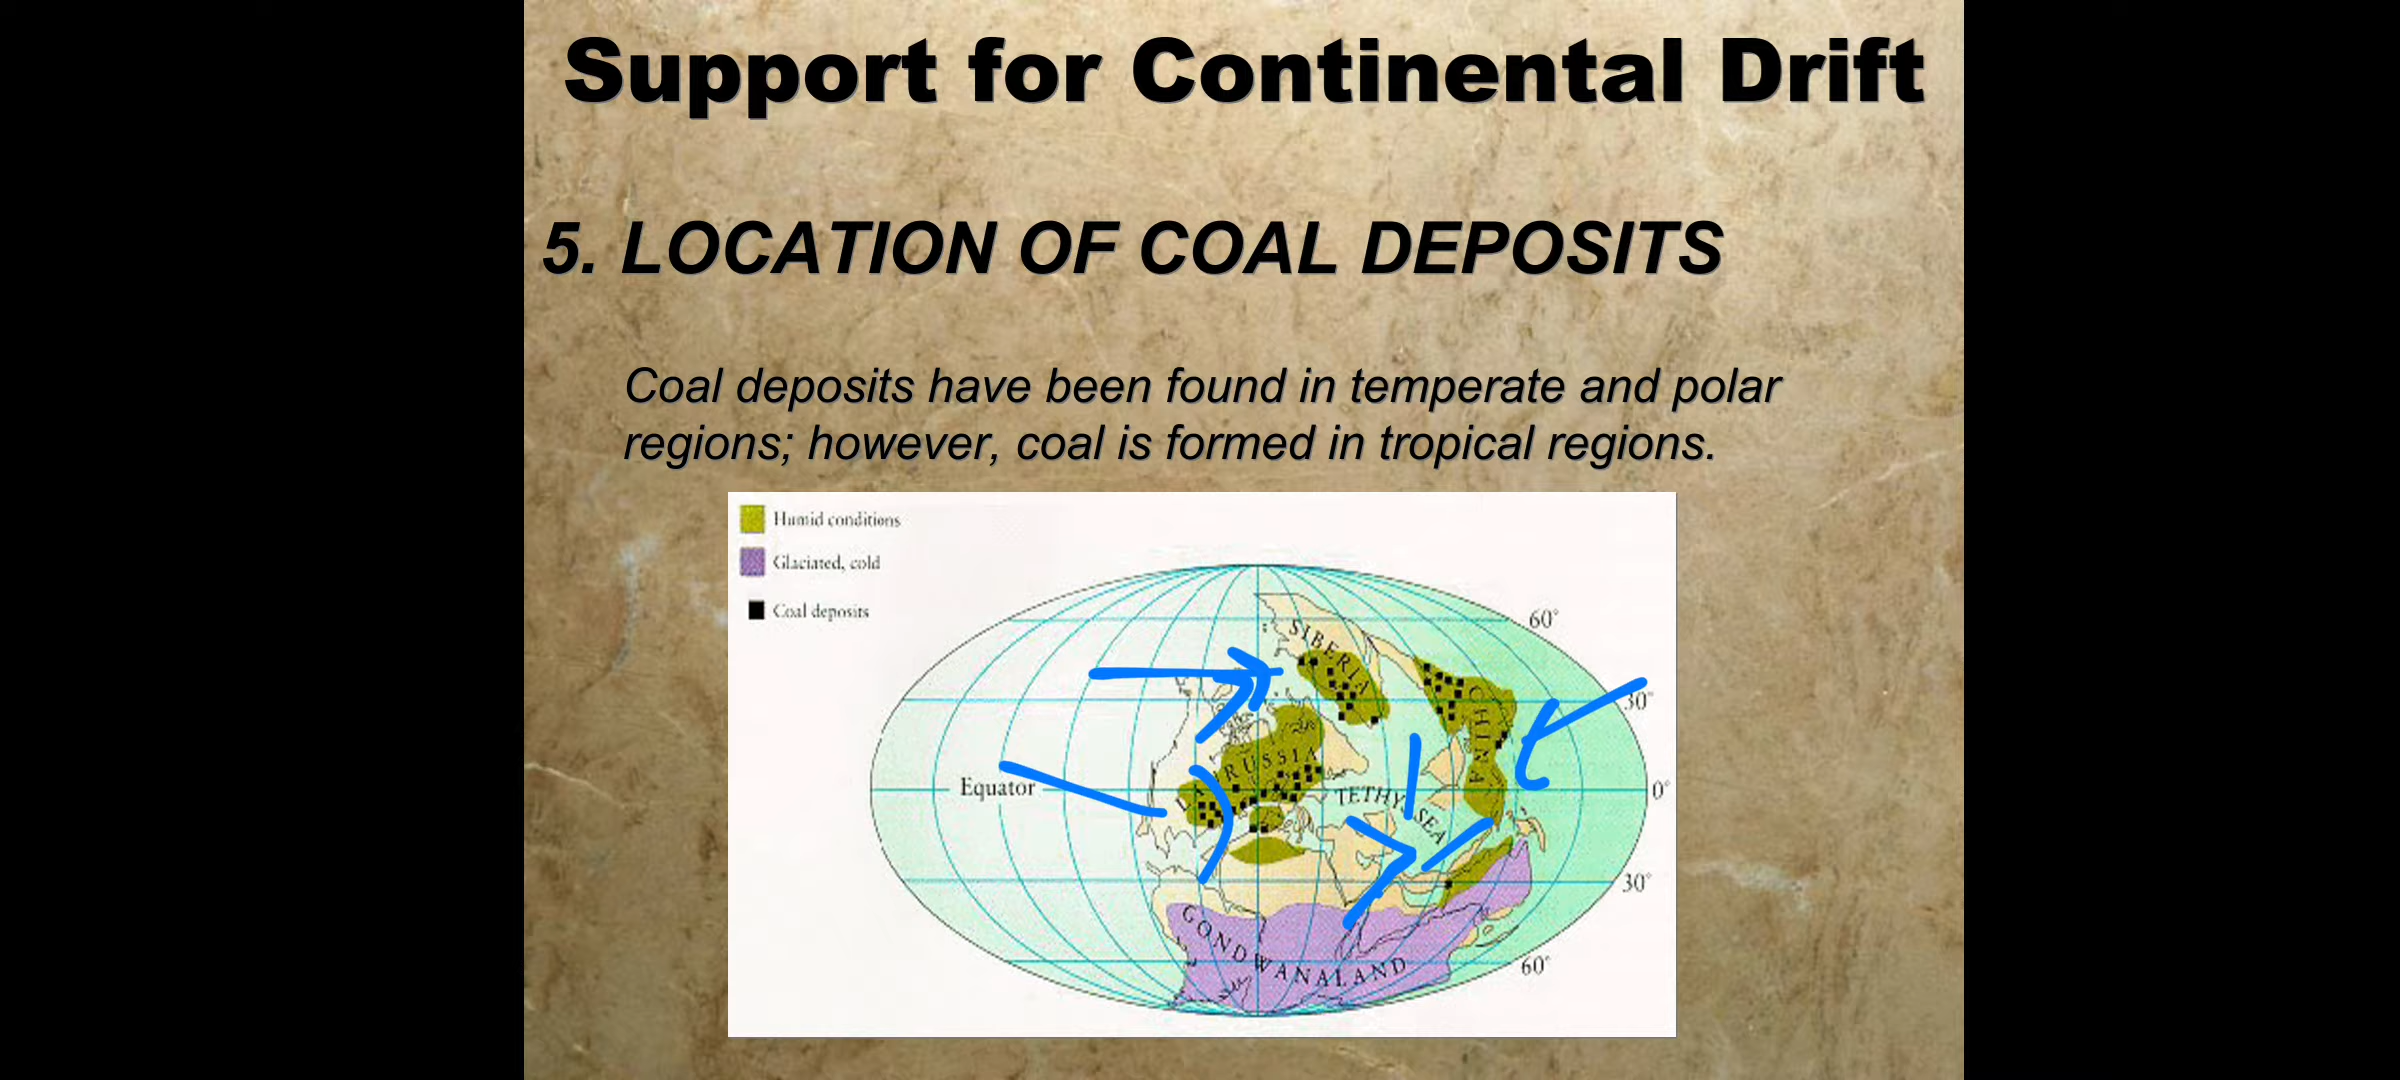 Support for Continental Drift
5. LOCATION OF COAL DEPOSITS
Coal deposits have been found in temperate and polar
regions; however, coal is formed in tropical regions.
Humid conditions
Glaciated, cold
Coal deposits
60°
SIBERIA
30°
CHINA
RUSSIA
Equator
TETHYS SEA
0°
30°
GONDWANALAND
60°